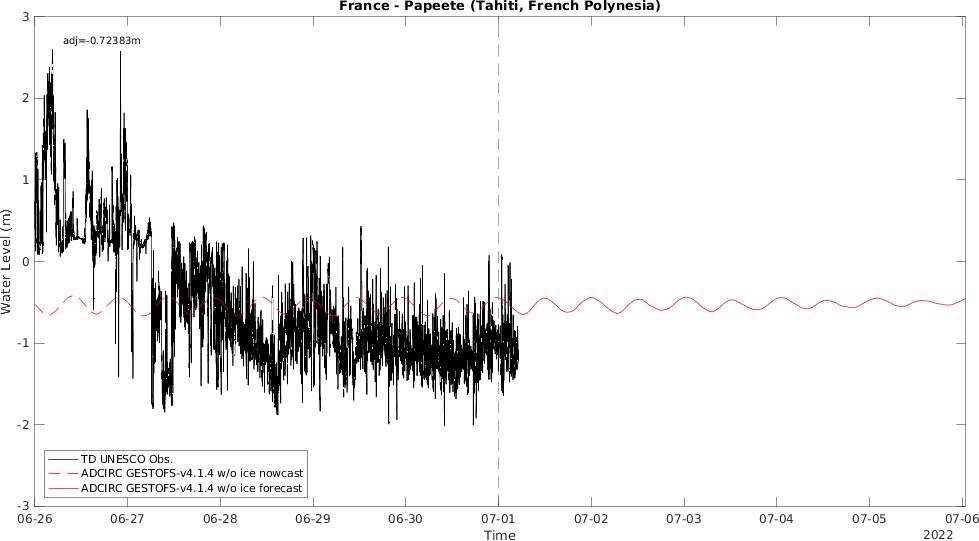 France - Papeete (Tahiti, French Polynesia)
adj=-0.72383m
3
2
1
0
-1
-2
-3
Water Level (m)
TD UNESCO Obs.
ADCIRC GESTOFS-v4.1.4 w/o ice nowcast
ADCIRC GESTOFS-v4.1.4 w/o ice forecast
06-26 06-27 06-28 06-29 06-30 07-01 07-02 07-03 07-04 07-05 07-06
Time
2022